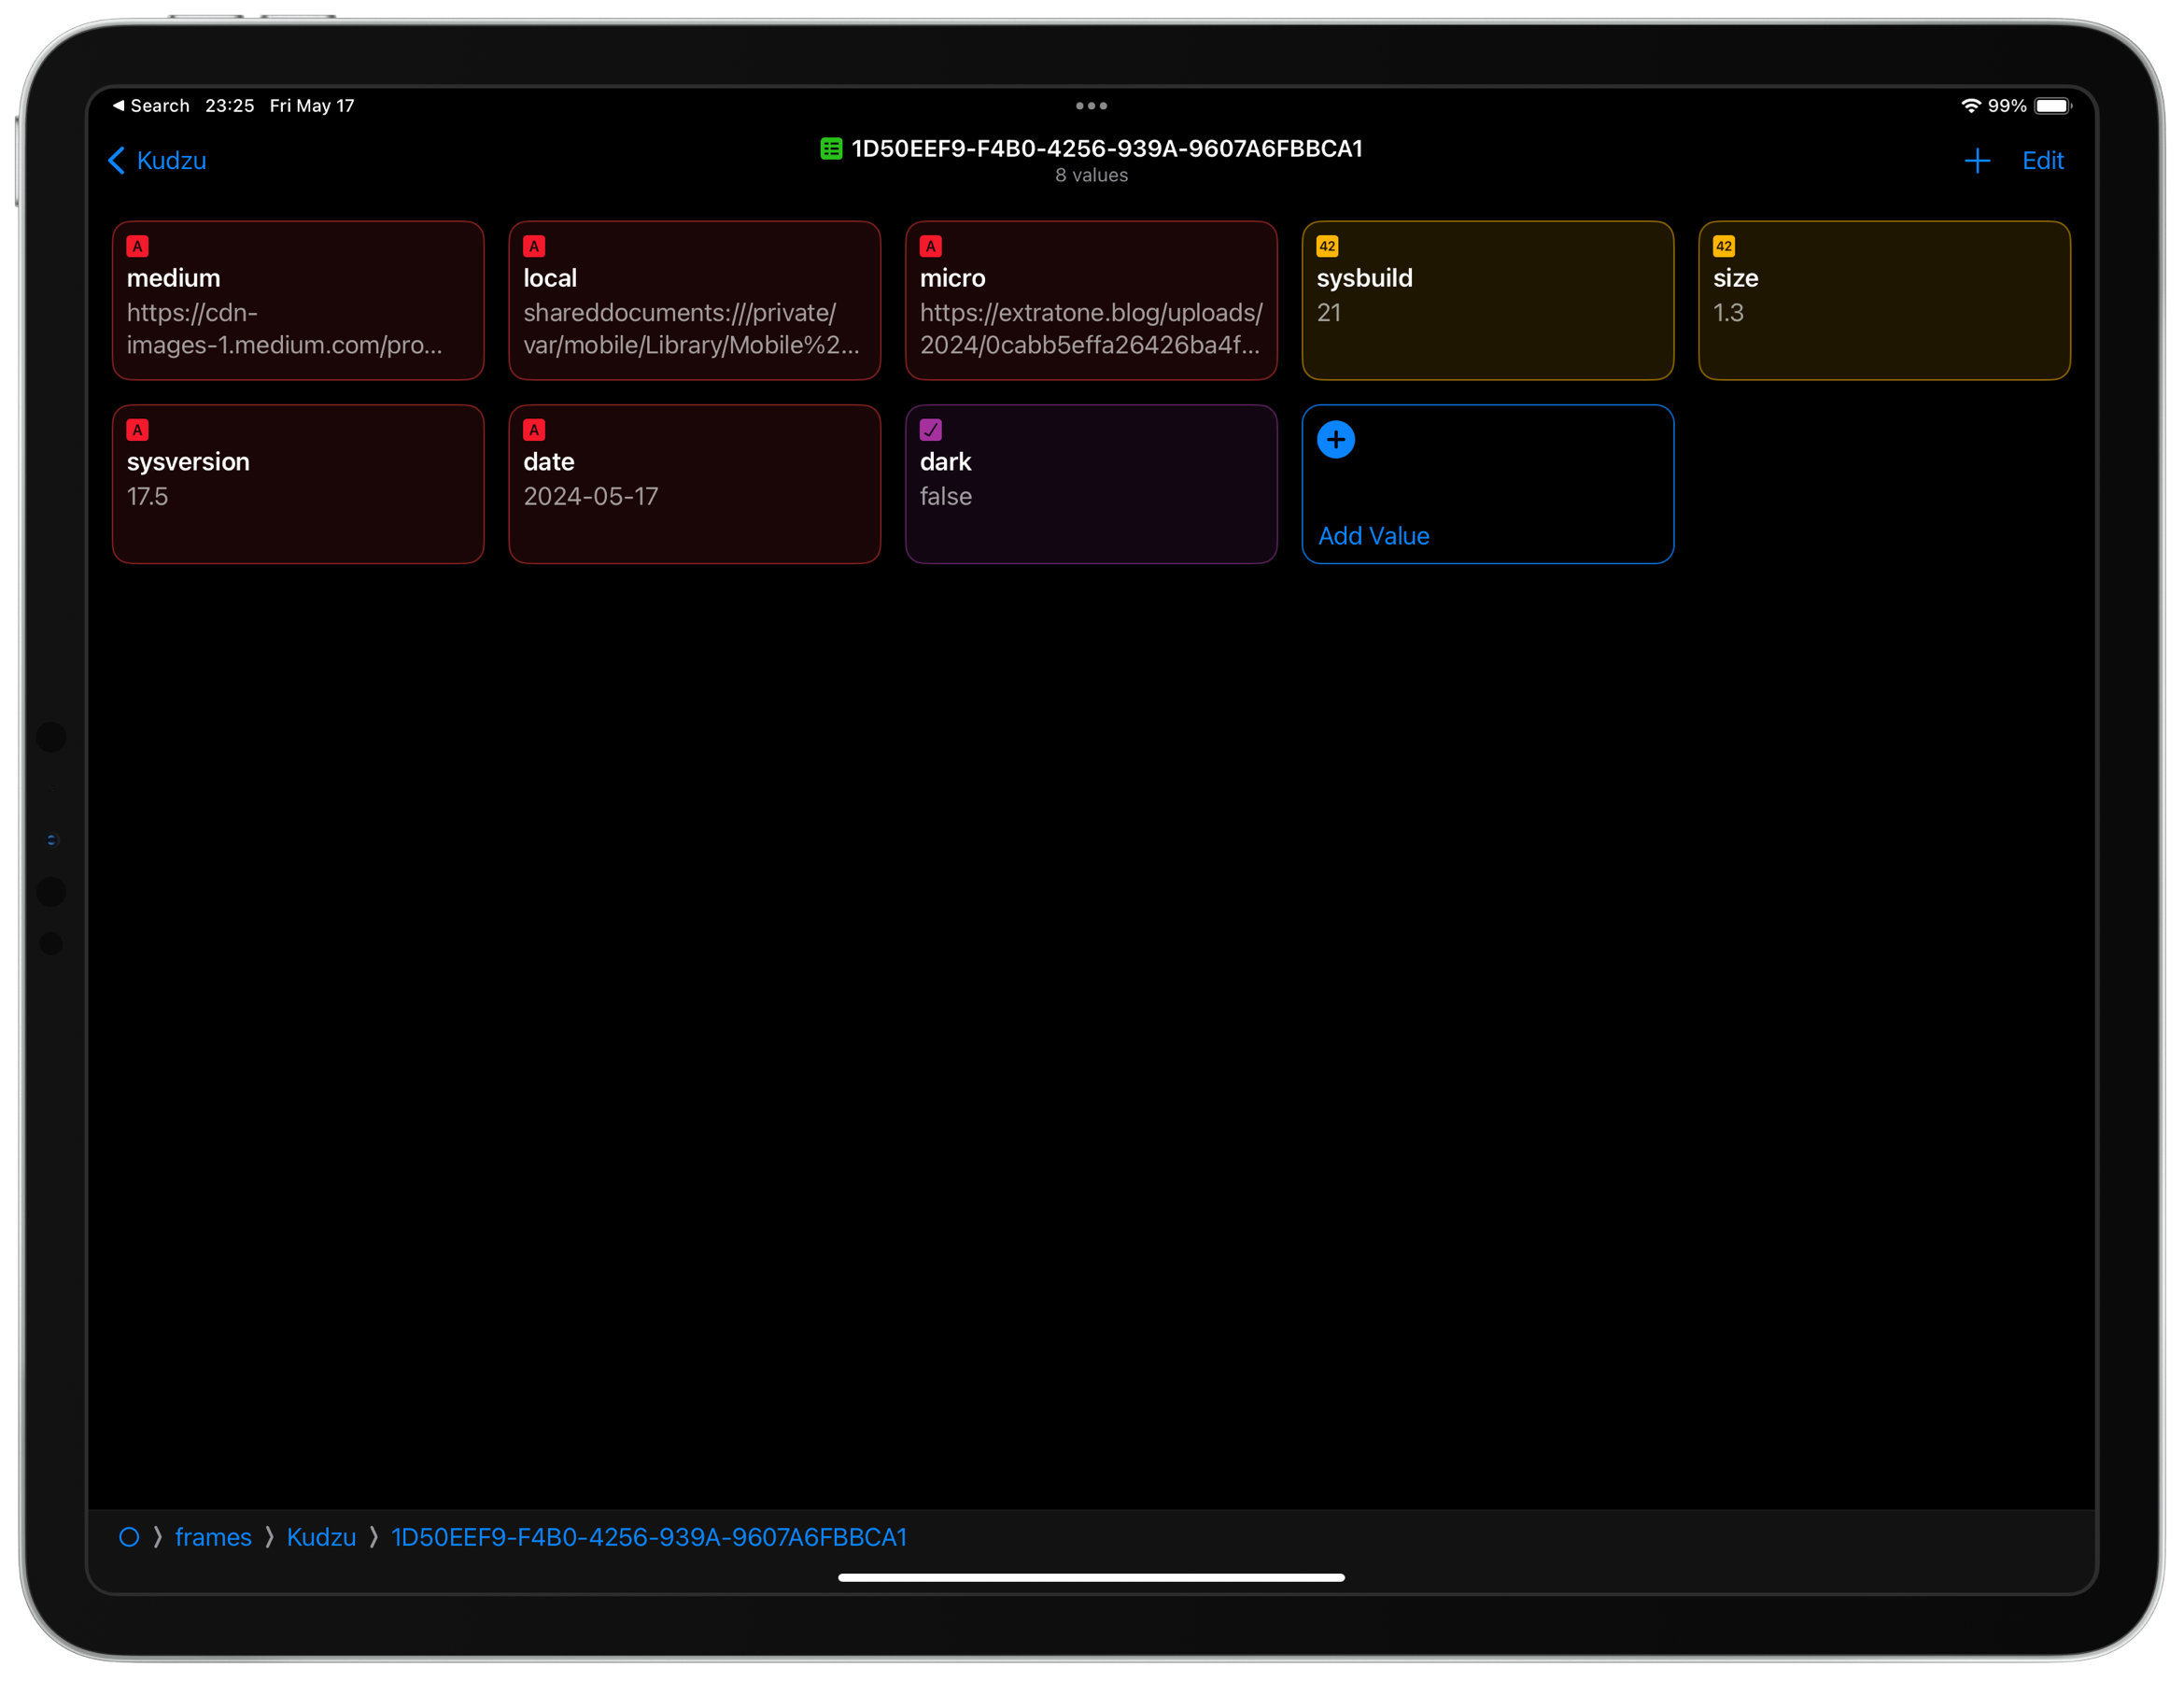 Search 23:25 Fri May 17
99%
Kudzu
1D50EEF9-F4B0-4256-939A-9607A6FBBCA1
8 values
Edit
A
medium
https://cdn-
images-1.medium.com/pro...
A
local
shareddocuments:///private/
var/mobile/Library/Mobile%2...
A
micro
https://extratone.blog/uploads/
2024/0cabb5effa26426ba4f...
42
sysbuild
21
42
size
1.3
A
sysversion
17.5
A
date
2024-05-17
dark
false
Add Value
frames
Kudzu
1D50EEF9-F4B0-4256-939A-9607A6FBBCA1